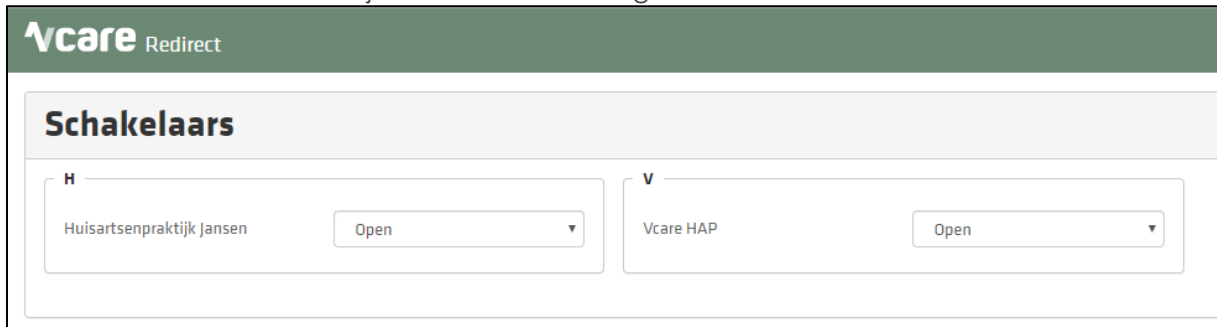 Vcare Redirect
Schakelaars
H
Huisartsenpraktijk Jansen Open
V
Vcare HAP Open